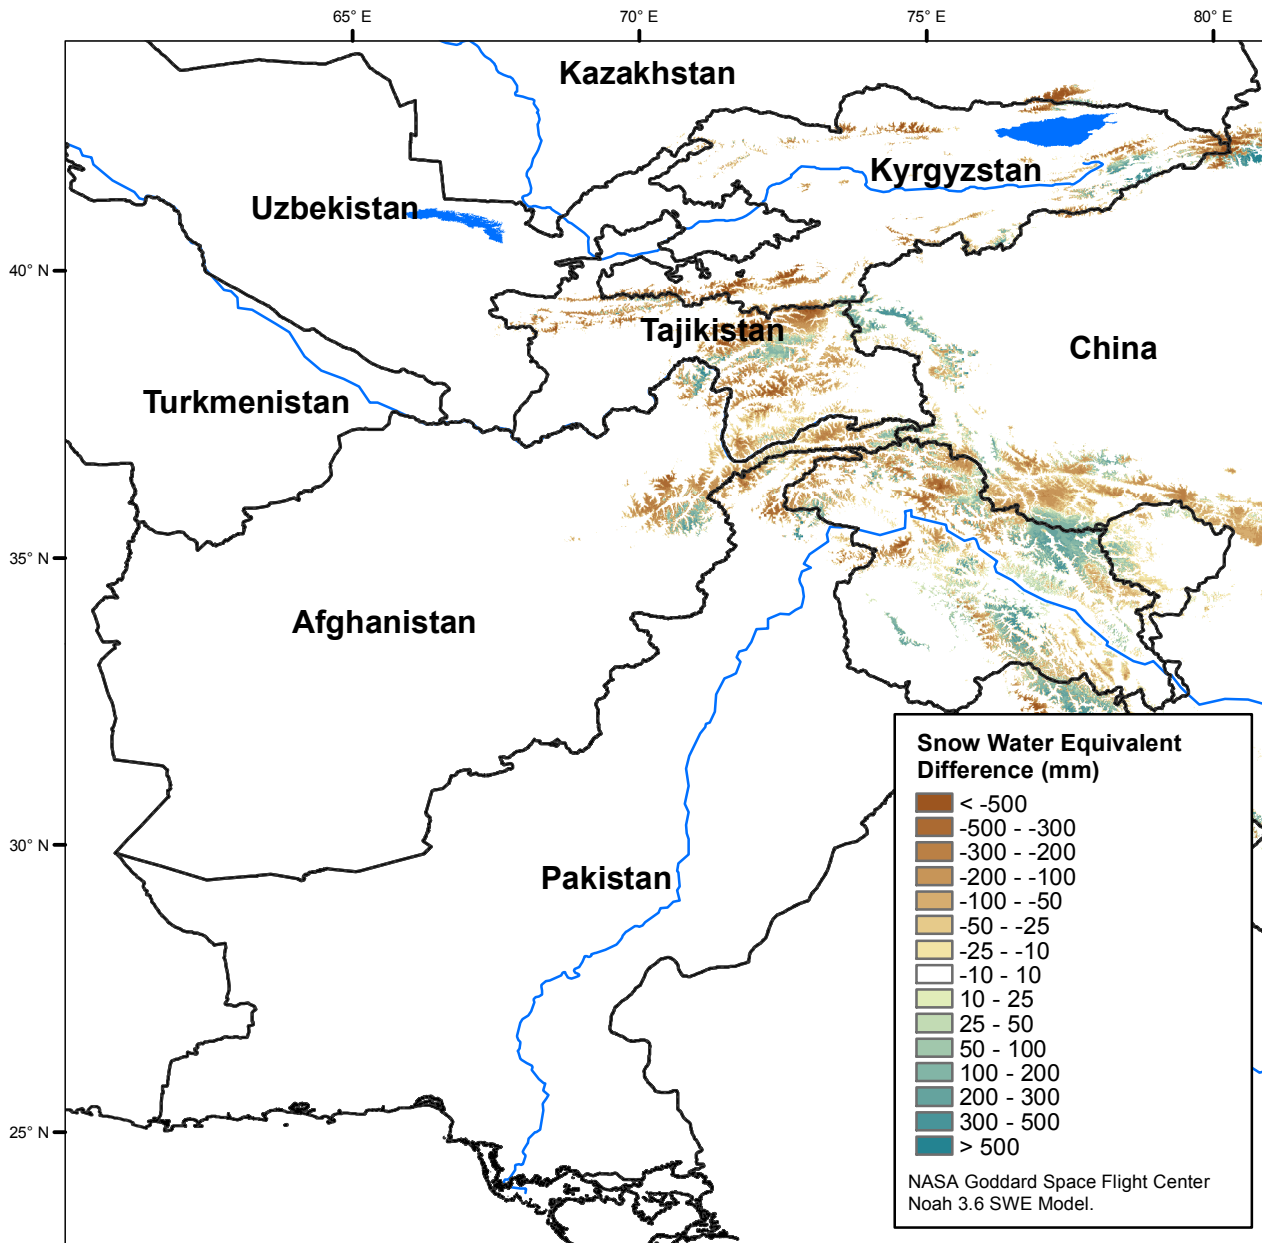 65° E
70° E
75° E
80° E
Kazakhstan
Kyrgyzstan
Uzbekistan
40° N
Tajikistan
China
Turkmenistan
35° N
Afghanistan
Snow Water Equivalent
Difference (mm)
< -500
-500 - -300
-300 - -200
-200 - -100
-100 - -50
-50 - -25
-25 - -10
-10 - 10
10 - 25
25 - 50
50 - 100
100 - 200
200 - 300
300 - 500
> 500
30° N
Pakistan
25° N
NASA Goddard Space Flight Center
Noah 3.6 SWE Model.